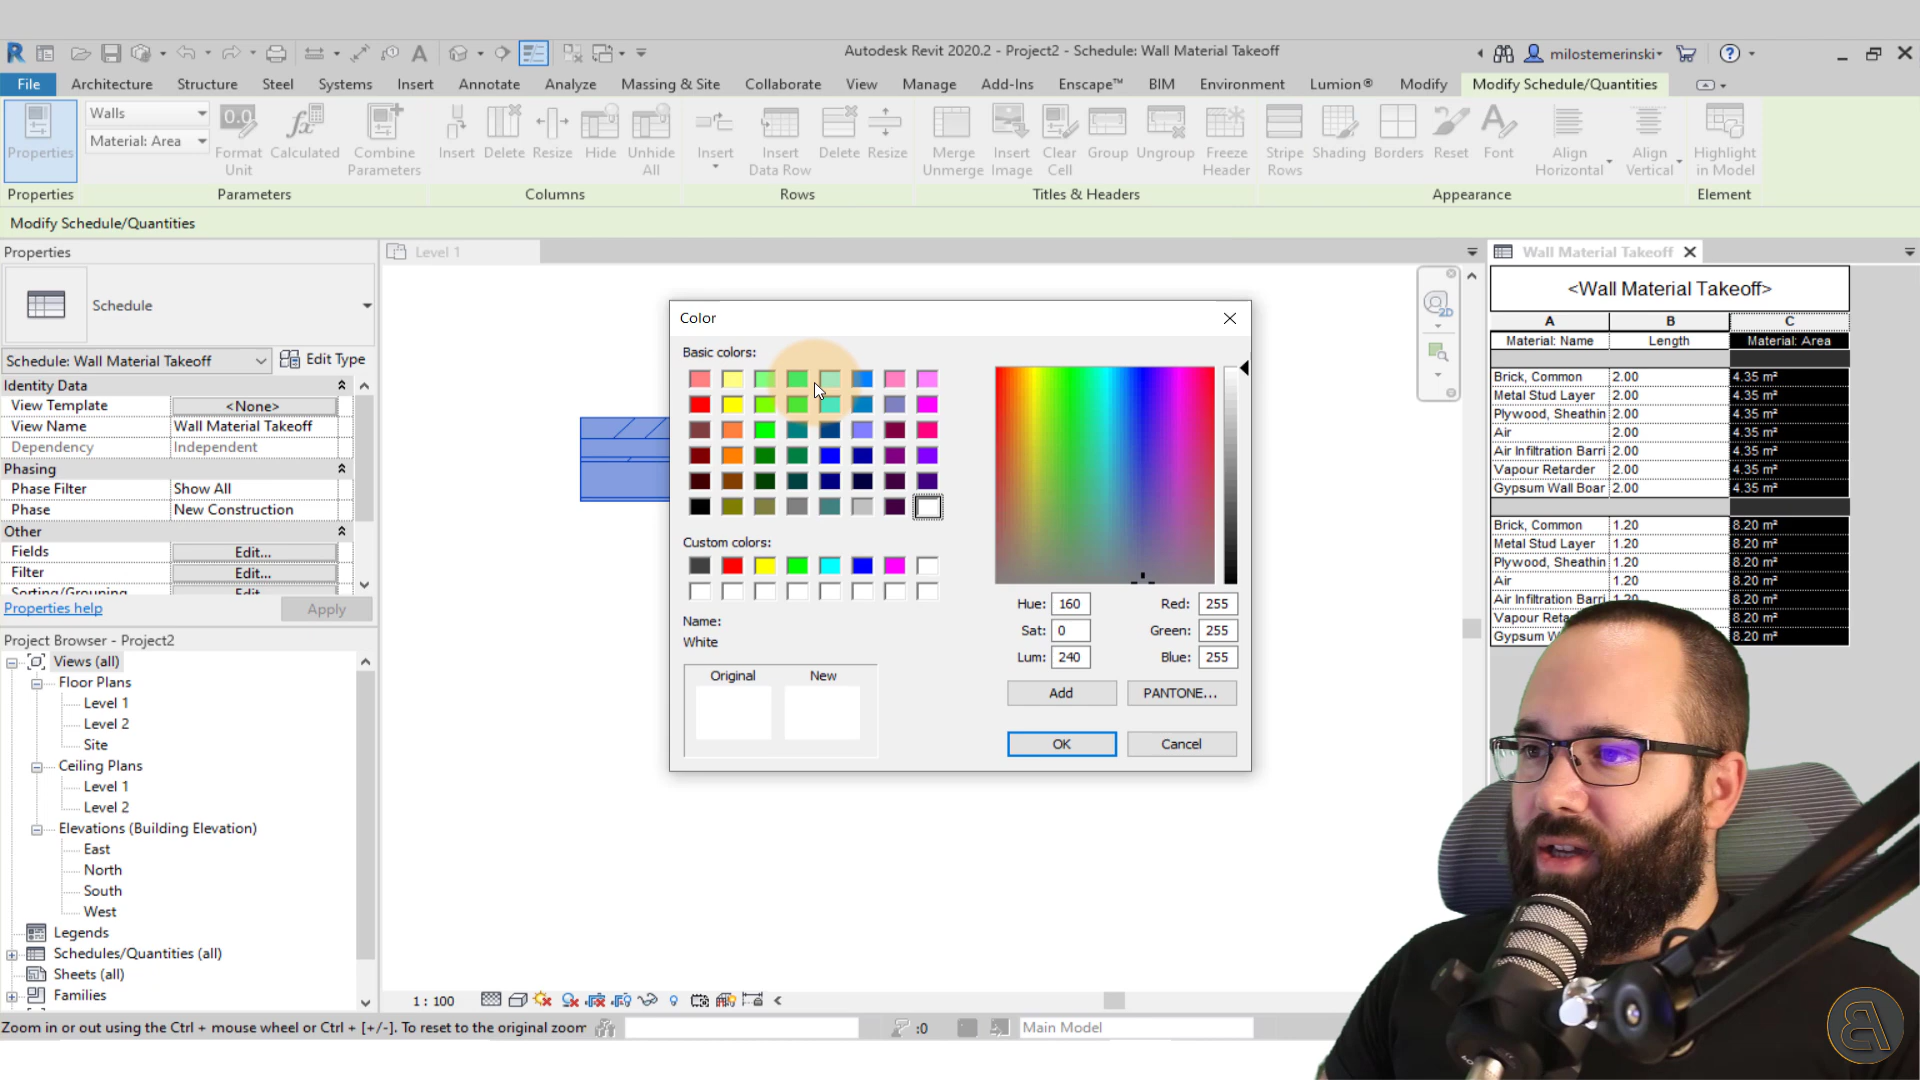 Autodesk Revit 2020.2 - Project2 - Schedule: Wall Material Takeoff
milostemerinski
File Architecture Structure Steel Systems Insert Annotate Analyze Massing & Site Collaborate View Manage Add-Ins Enscape™ BIM Environment Lumion® Modify Modify Schedule/Quantities
Properties
Walls
Material: Area
Format Unit
Calculated
Combine Parameters
Insert Delete Resize Hide Unhide All
Insert
Insert Data Row
Delete Resize
Merge Unmerge
Insert Image
Clear Cell
Group Ungroup
Freeze Header
Stripe Rows
Shading Borders Reset Font
Align Horizontal
Align Vertical
Highlight in Model
Properties Parameters Columns Rows Titles & Headers Appearance Element
Modify Schedule/Quantities
Properties
Schedule
Schedule: Wall Material Takeoff
Edit Type
Identity Data
View Template <None>
View Name Wall Material Takeoff
Dependency Independent
Phasing
Phase Filter Show All
Phase New Construction
Other
Fields Edit...
Filter Edit...
Sorting/Grouping Edit
Properties help
Apply
Project Browser - Project2
Views (all)
Floor Plans
Level 1
Level 2
Site
Ceiling Plans
Level 1
Level 2
Elevations (Building Elevation)
East
North
South
West
Legends
Schedules/Quantities (all)
Sheets (all)
Families
Level 1
Color
Basic colors:
Custom colors:
Name:
White
Original New
Hue: 160 Red: 255
Sat: 0 Green: 255
Lum: 240 Blue: 255
Add PANTONE...
OK Cancel
2D
Wall Material Takeoff
<Wall Material Takeoff>
A B C
Material: Name Length Material: Area
Brick, Common 2.00 4.35 m²
Metal Stud Layer 2.00 4.35 m²
Plywood, Sheathin 2.00 4.35 m²
Air 2.00 4.35 m²
Air Infiltration Barri 2.00 4.35 m²
Vapour Retarder 2.00 4.35 m²
Gypsum Wall Boar 2.00 4.35 m²
Brick, Common 1.20 8.20 m²
Metal Stud Layer 1.20 8.20 m²
Plywood, Sheathin 1.20 8.20 m²
Air 1.20 8.20 m²
Air Infiltration Barri 1.20 8.20 m²
Vapour Reta 8.20 m²
Gypsum W 8.20 m²
1 : 100
Zoom in or out using the Ctrl + mouse wheel or Ctrl + [+/-]. To reset to the original zoom
:0
Main Model